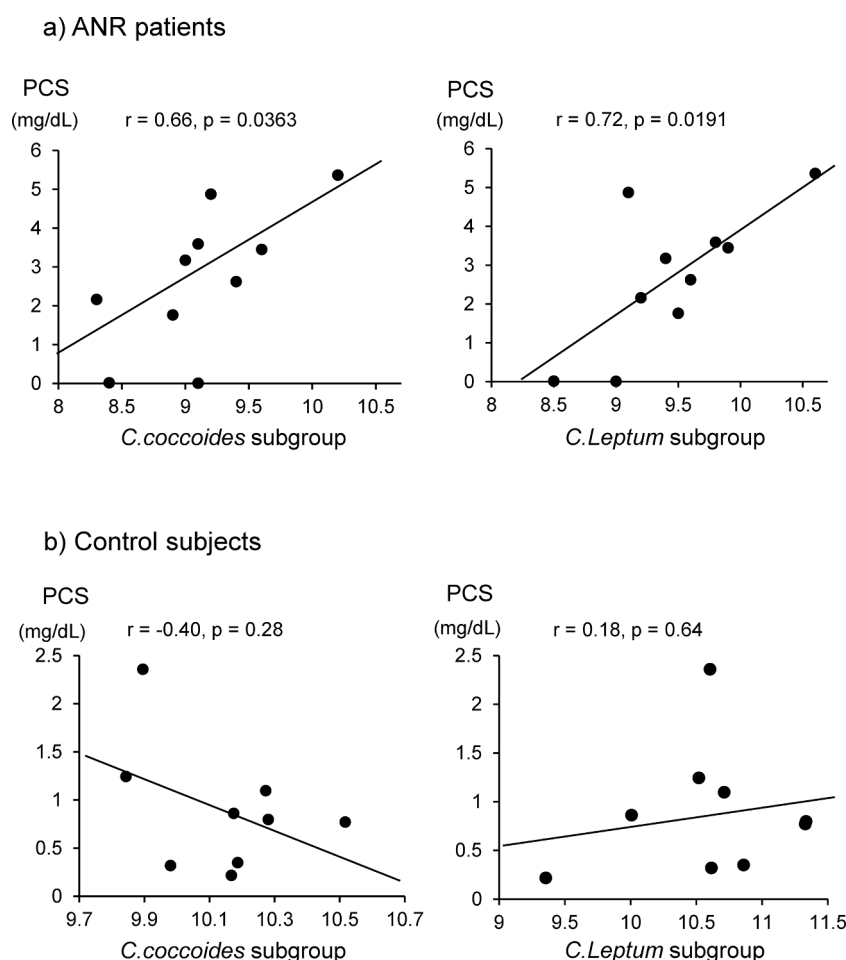 a) ANR patients
PCS
(mg/dL)
r = 0.66, p = 0.0363
6
5
4
3
2
1
0
8 8.5 9 9.5 10 10.5
C.coccoides subgroup
PCS
(mg/dL)
r = 0.72, p = 0.0191
6
5
4
3
2
1
0
8 8.5 9 9.5 10 10.5
C.Leptum subgroup
b) Control subjects
PCS
(mg/dL)
r = -0.40, p = 0.28
2.5
2
1.5
1
0.5
0
9.7 9.9 10.1 10.3 10.5 10.7
C.coccoides subgroup
PCS
(mg/dL)
r = 0.18, p = 0.64
2.5
2
1.5
1
0.5
0
9 9.5 10 10.5 11 11.5
C.Leptum subgroup